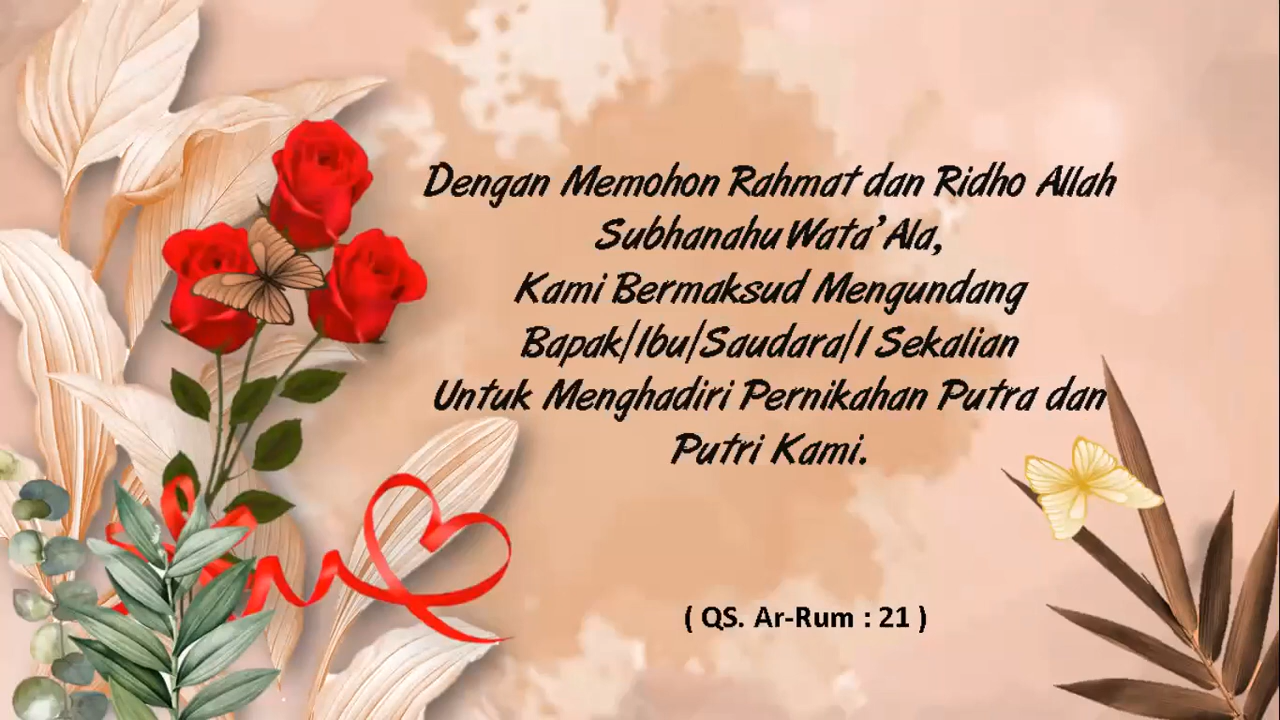 Dengan Memohon Rahmat dan Ridho Allah
Subhanahu Wata'Ala,
Kami Bermaksud Mengundang
Bapak/Ibu/Saudara/I Sekalian
Untuk Menghadiri Pernikahan Putra dan
Putri Kami.
( QS. Ar-Rum : 21 )